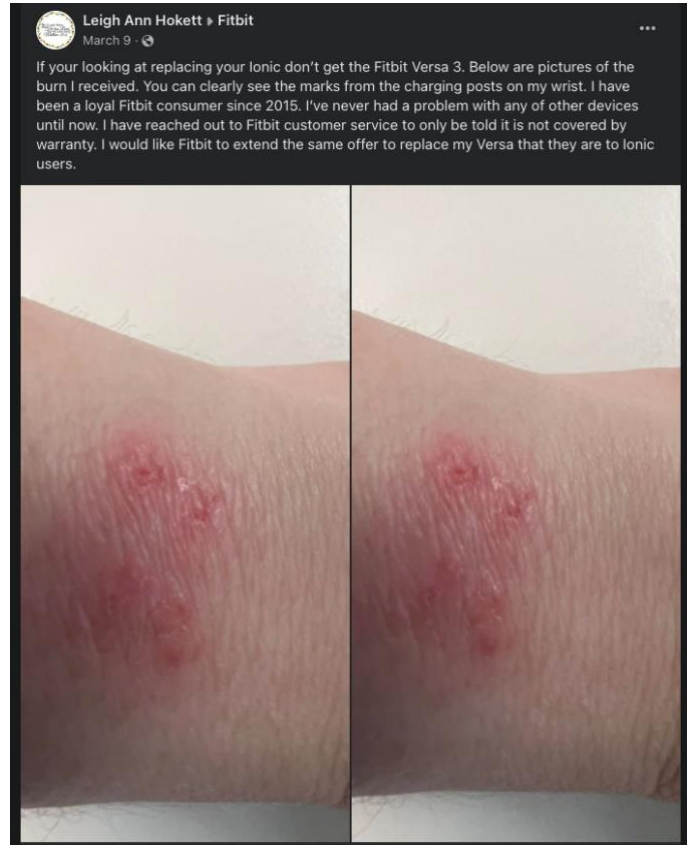 Leigh Ann Hokett ▸ Fitbit
March 9 ·
If your looking at replacing your Ionic don’t get the Fitbit Versa 3. Below are pictures of the
burn I received. You can clearly see the marks from the charging posts on my wrist. I have
been a loyal Fitbit consumer since 2015. I’ve never had a problem with any of other devices
until now. I have reached out to Fitbit customer service to only be told it is not covered by
warranty. I would like Fitbit to extend the same offer to replace my Versa that they are to Ionic
users.